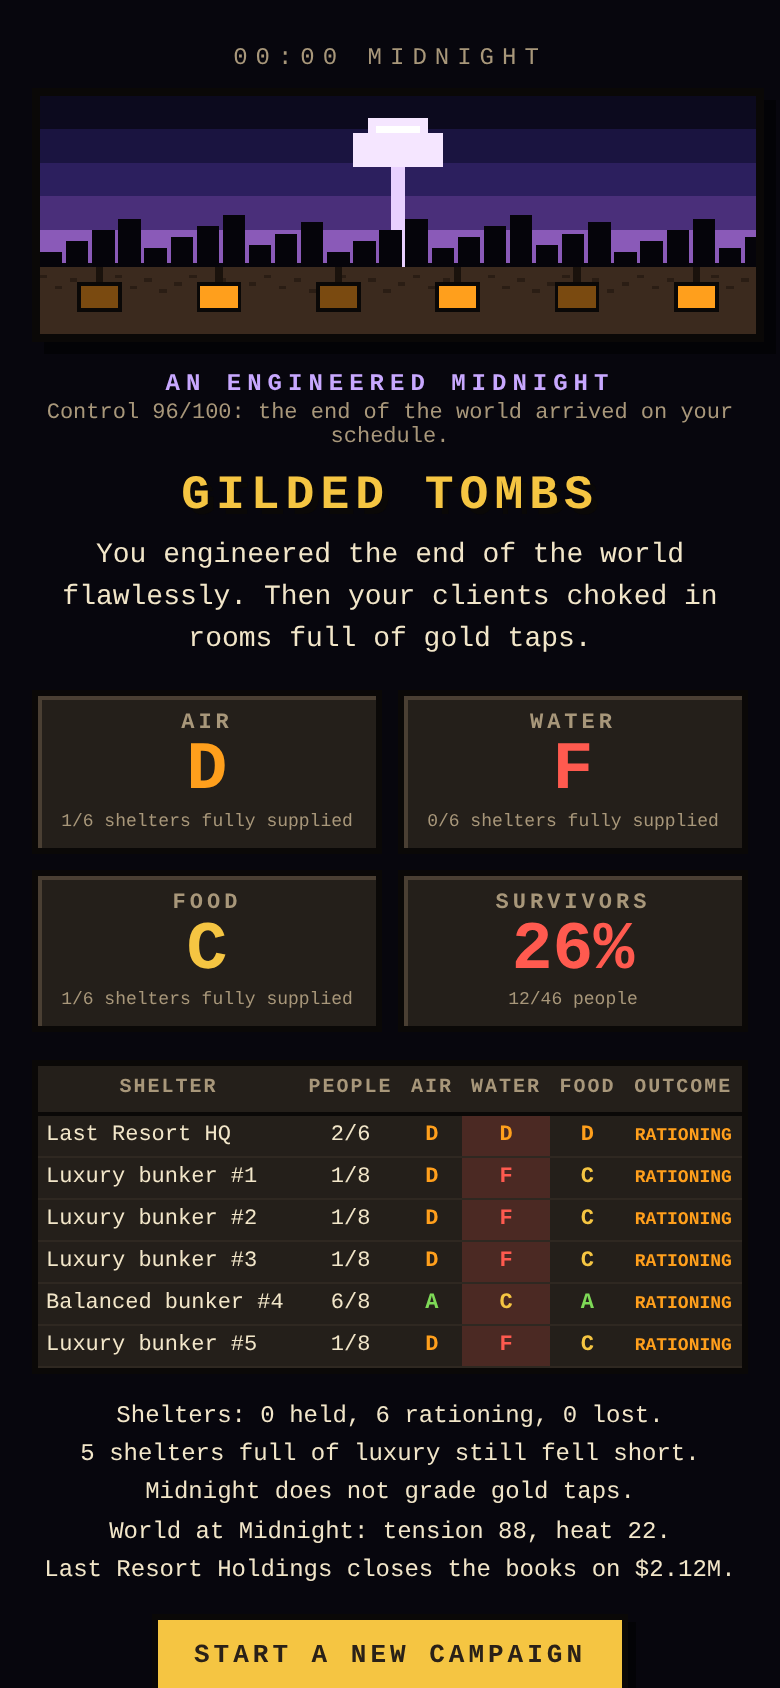 00:00 MIDNIGHT
AN ENGINEERED MIDNIGHT
Control 96/100: the end of the world arrived on your
schedule.
GILDED TOMBS
You engineered the end of the world
flawlessly. Then your clients choked in
rooms full of gold taps.
AIR
D
1/6 shelters fully supplied
WATER
F
0/6 shelters fully supplied
FOOD
C
1/6 shelters fully supplied
SURVIVORS
26%
12/46 people
SHELTER PEOPLE AIR WATER FOOD OUTCOME
Last Resort HQ 2/6 D D D RATIONING
Luxury bunker #1 1/8 D F C RATIONING
Luxury bunker #2 1/8 D F C RATIONING
Luxury bunker #3 1/8 D F C RATIONING
Balanced bunker #4 6/8 A C A RATIONING
Luxury bunker #5 1/8 D F C RATIONING
Shelters: 0 held, 6 rationing, 0 lost.
5 shelters full of luxury still fell short.
Midnight does not grade gold taps.
World at Midnight: tension 88, heat 22.
Last Resort Holdings closes the books on $2.12M.
START A NEW CAMPAIGN